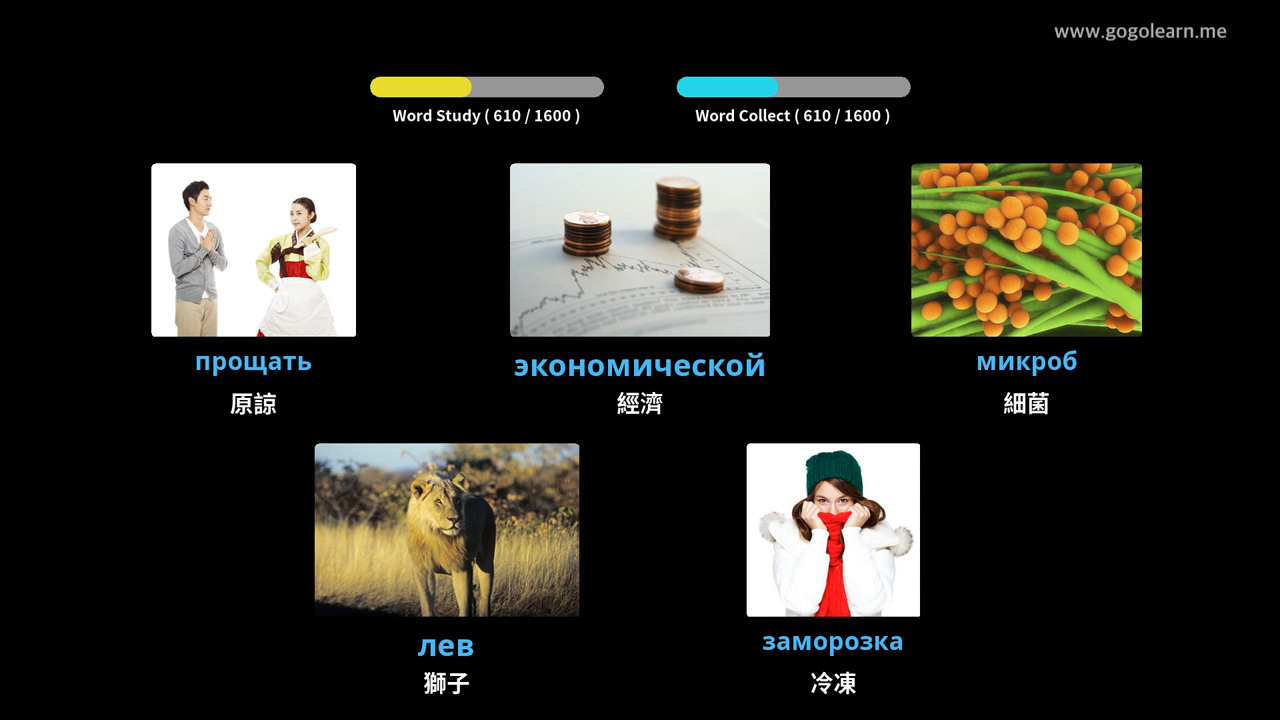 www.gogolearn.me
Word Study ( 610 / 1600 )
Word Collect ( 610 / 1600 )
прощать
экономической
микроб
原諒
經濟
細菌
лев
заморозка
獅子
冷凍